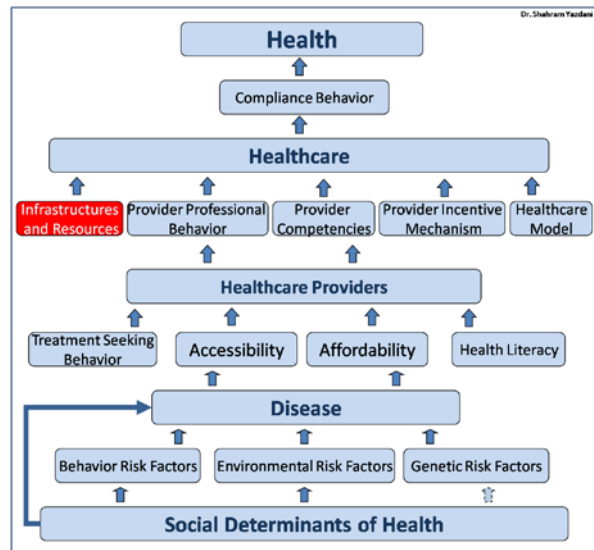 Dr. Shahram Yazdani
Health
Compliance Behavior
Healthcare
Infrastructures
and Resources
Provider Professional
Behavior
Provider
Competencies
Provider Incentive
Mechanism
Healthcare
Model
Healthcare Providers
Treatment Seeking
Behavior
Accessibility
Affordability
Health Literacy
Disease
Behavior Risk Factors
Environmental Risk Factors
Genetic Risk Factors
Social Determinants of Health